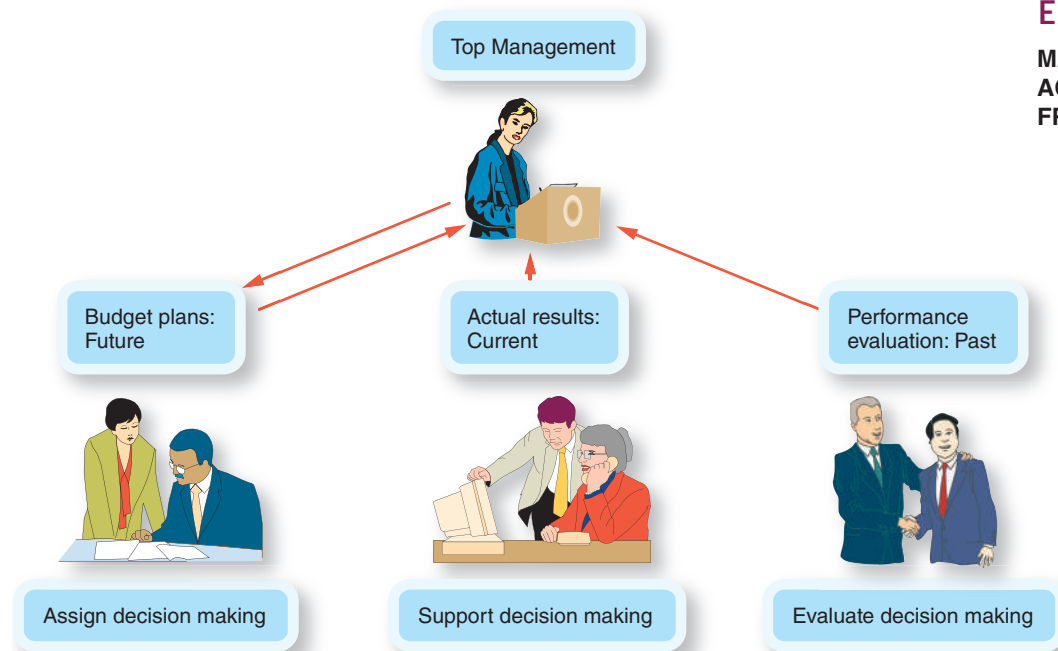 Top Management
Budget plans:
Future
Actual results:
Current
Performance
evaluation: Past
Assign decision making
Support decision making
Evaluate decision making